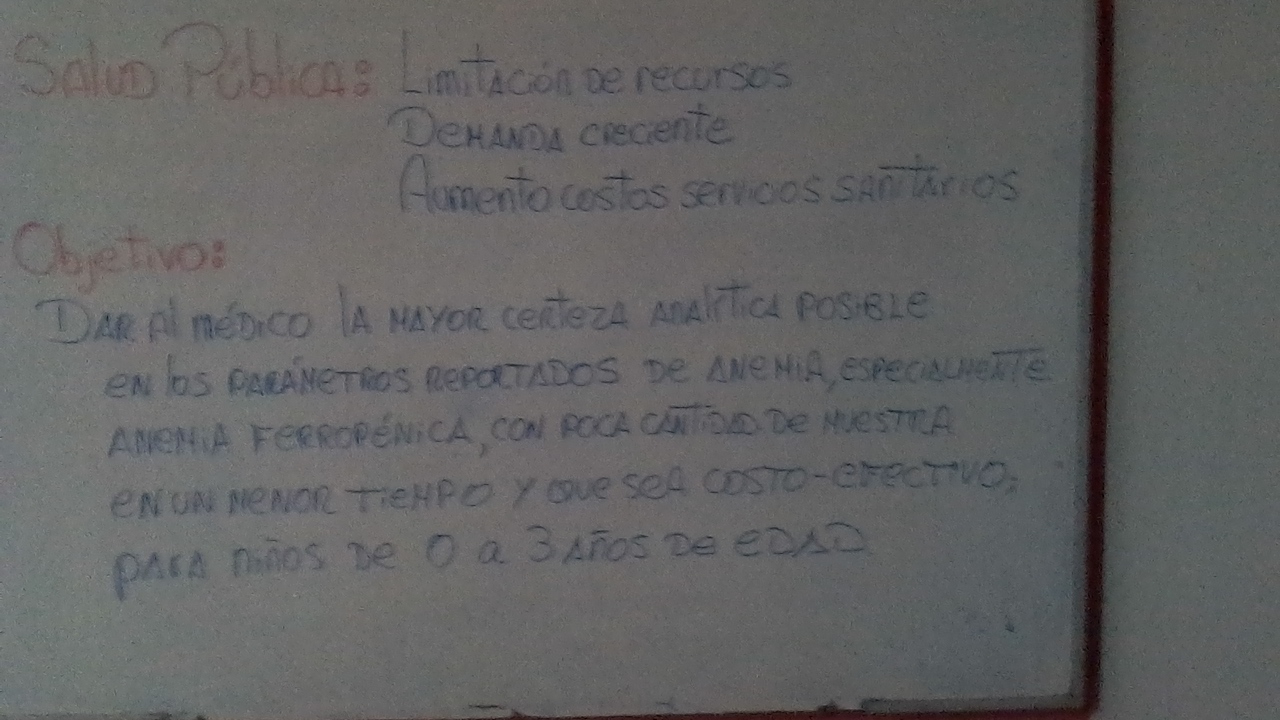 Salud Pública: Limitación de recursos
Demanda creciente
Aumento costos servicios sanitarios
Objetivo:
Dar al médico la mayor certeza analítica posible
en los parámetros reportados de anemia, especialmente
anemia ferropénica, con poca cantidad de muestra
en un menor tiempo y que sea costo-efectivo,
para niños de 0 a 3 años de edad